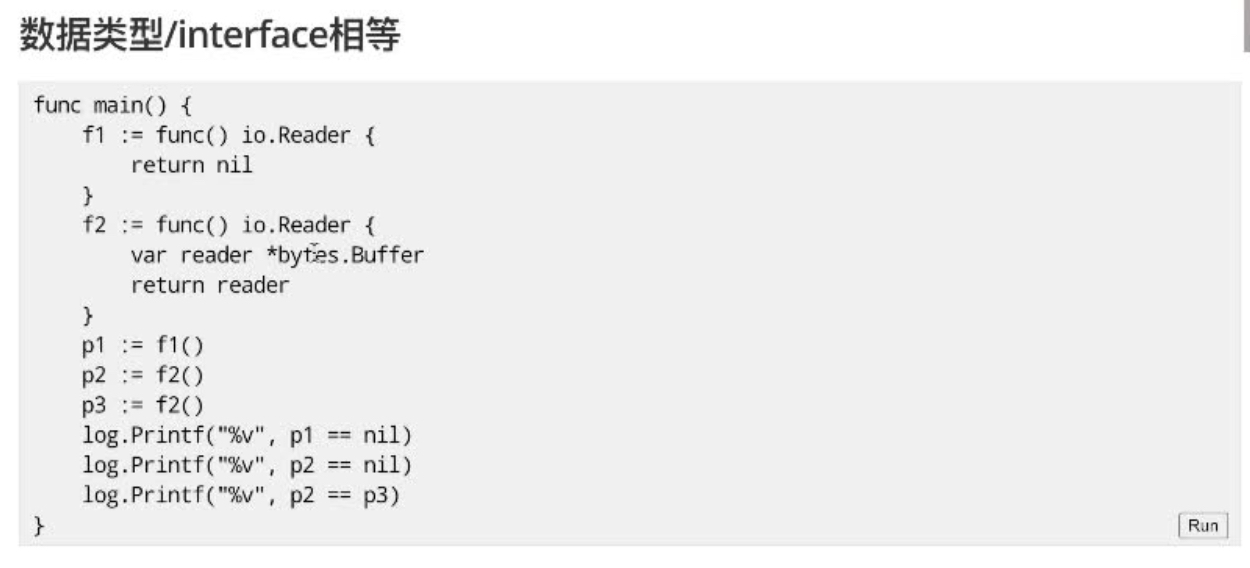 数据类型/interface相等
func main() {
    f1 := func() io.Reader {
        return nil
    }
    f2 := func() io.Reader {
        var reader *bytes.Buffer
        return reader
    }
    p1 := f1()
    p2 := f2()
    p3 := f2()
    log.Printf("%v", p1 == nil)
    log.Printf("%v", p2 == nil)
    log.Printf("%v", p2 == p3)
}
Run